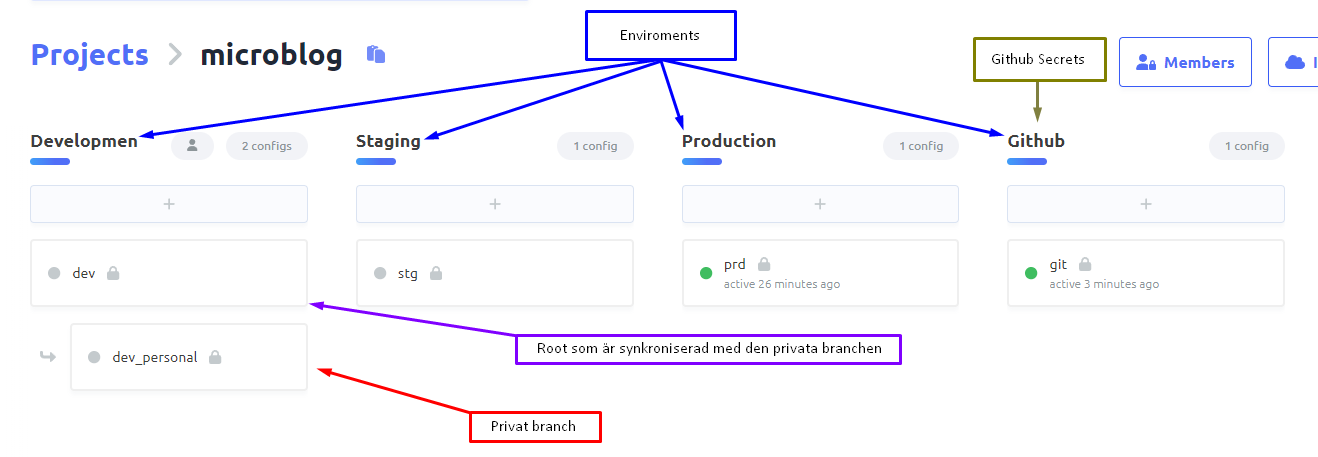 Enviroments
Projects > microblog
Github Secrets
Members
Developmen
2 configs
Staging
1 config
Production
1 config
Github
1 config
+
+
+
+
dev
stg
prd
active 26 minutes ago
git
active 3 minutes ago
Root som är synkroniserad med den privata branchen
dev_personal
Privat branch